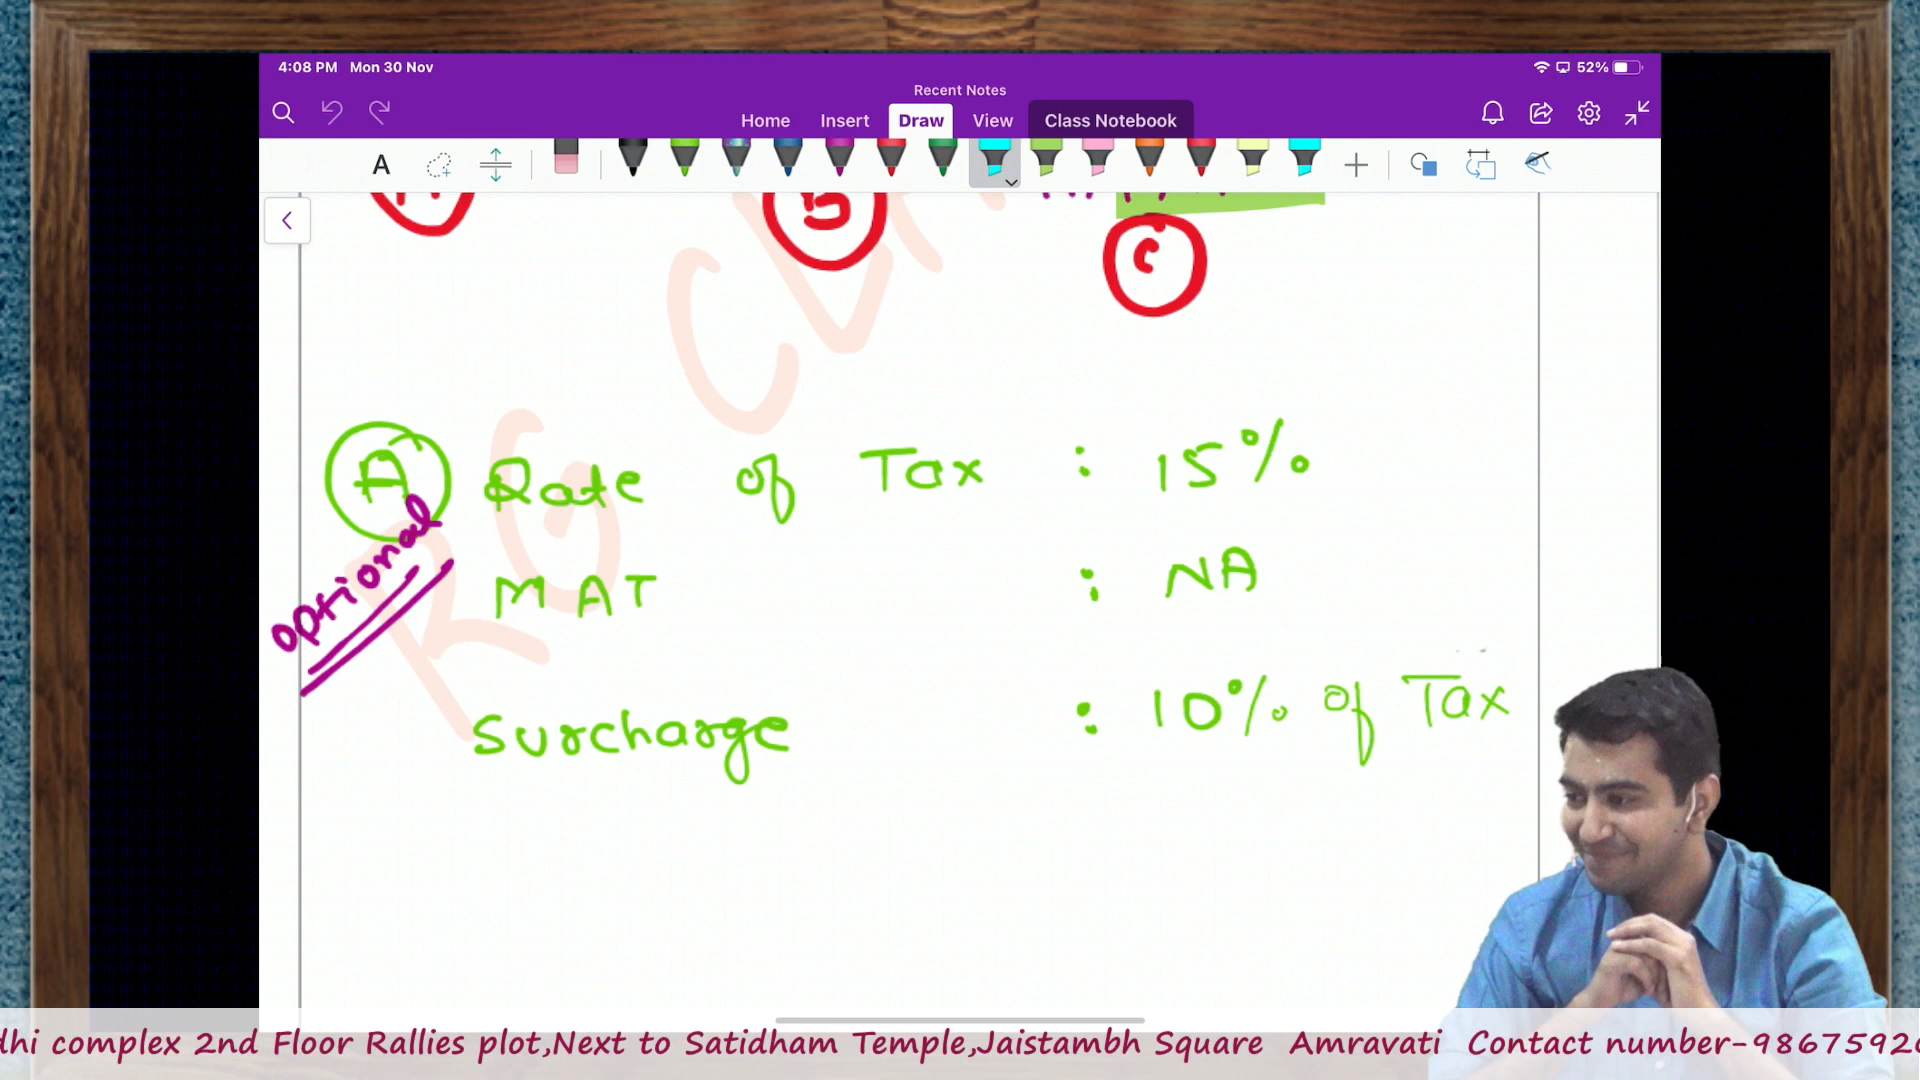 4:08 PM Mon 30 Nov
52%
Recent Notes
Home Insert Draw View Class Notebook
A
B
C
RG
A Rate of Tax : 15%
optional
MAT : NA
Surcharge : 10% of Tax
complex 2nd Floor Rallies plot,Next to Satidham Temple,Jaistambh Square Amravati Contact number-9867592